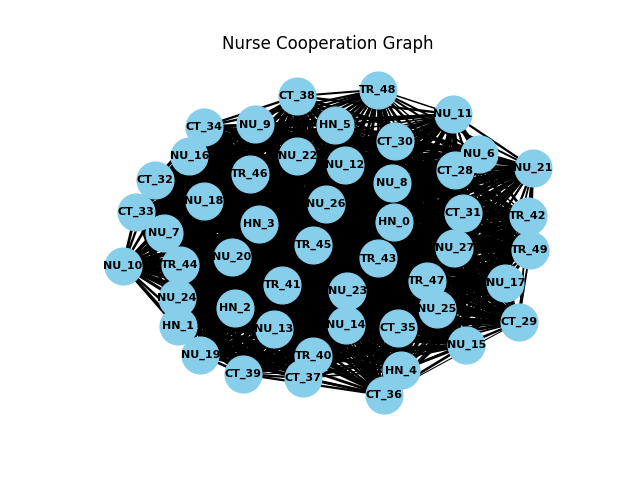 Nurse Cooperation Graph
TR_48
CT_38
NU_11
NU_9
HN_5
CT_34
CT_30
NU_6
NU_16
NU_22
NU_12
NU_21
CT_28
TR_46
CT_32
NU_8
NU_18
NU_26
CT_33
CT_31
TR_42
HN_3
HN_0
NU_7
TR_45
NU_27
TR_49
NU_20
TR_43
NU_10
TR_44
TR_47
NU_17
TR_41
NU_23
NU_24
HN_2
NU_25
CT_29
HN_1
NU_13
NU_14
CT_35
NU_15
NU_19
TR_40
HN_4
CT_39
CT_37
CT_36